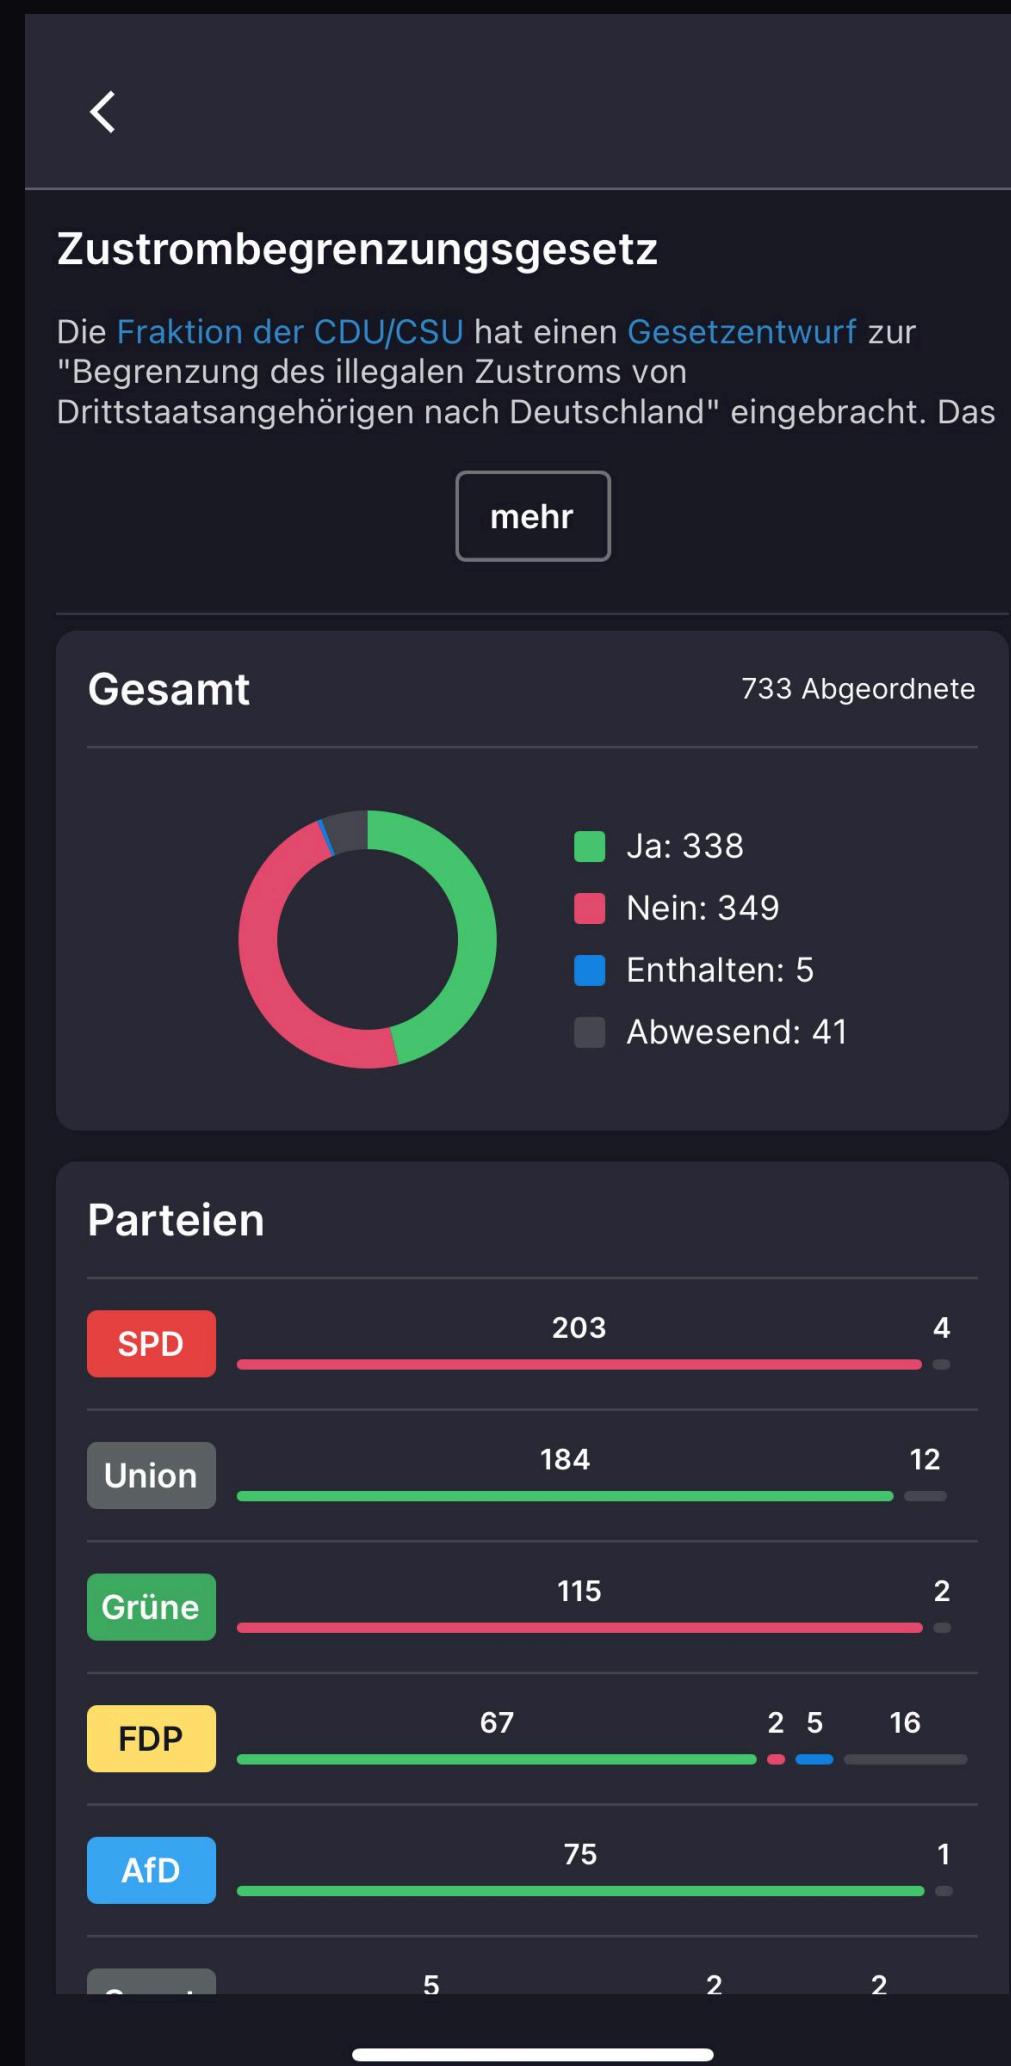 Zustrombegrenzungsgesetz
Die Fraktion der CDU/CSU hat einen Gesetzentwurf zur
"Begrenzung des illegalen Zustroms von
Drittstaatsangehörigen nach Deutschland" eingebracht. Das
mehr
Gesamt 733 Abgeordnete
Ja: 338
Nein: 349
Enthalten: 5
Abwesend: 41
Parteien
SPD 203 4
Union 184 12
Grüne 115 2
FDP 67 2 5 16
AfD 75 1
5 2 2